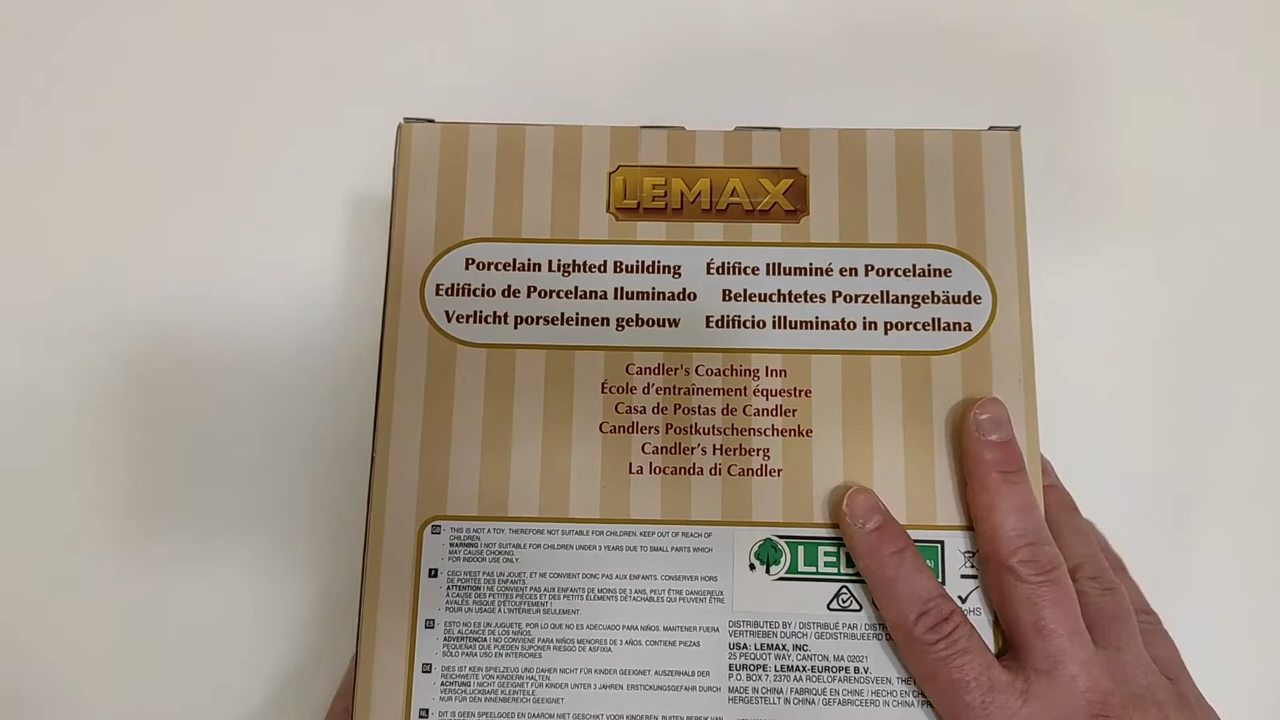 LEMAX
Porcelain Lighted Building Édifice Illuminé en Porcelaine
Edificio de Porcelana Iluminado Beleuchtetes Porzellangebäude
Verlicht porseleinen gebouw Edificio illuminato in porcellana
Candler's Coaching Inn
École d'entraînement équestre
Casa de Postas de Candler
Candlers Postkutschenschenke
Candler's Herberg
La locanda di Candler
GB • THIS IS NOT A TOY, THEREFORE NOT SUITABLE FOR CHILDREN. KEEP OUT OF REACH OF
CHILDREN.
• WARNING ! NOT SUITABLE FOR CHILDREN UNDER 3 YEARS DUE TO SMALL PARTS WHICH
MAY CAUSE CHOKING.
• FOR INDOOR USE ONLY.
F • CECI N'EST PAS UN JOUET, ET NE CONVIENT DONC PAS AUX ENFANTS. CONSERVER HORS
DE PORTÉE DES ENFANTS.
• ATTENTION ! NE CONVIENT PAS AUX ENFANTS DE MOINS DE 3 ANS, PEUT ÊTRE DANGEREUX
À CAUSE DES PETITES PIÈCES ET DES PETITS ÉLÉMENTS DÉTACHABLES QUI PEUVENT ÊTRE
AVALÉS. RISQUE D'ÉTOUFFEMENT !
• POUR UN USAGE À L'INTÉRIEUR SEULEMENT.
ES • ESTO NO ES UN JUGUETE, POR LO QUE NO ES ADECUADO PARA NIÑOS. MANTENER FUERA
DEL ALCANCE DE LOS NIÑOS.
• ADVERTENCIA ! NO CONVIENE PARA NIÑOS MENORES DE 3 AÑOS. CONTIENE PIEZAS
PEQUEÑAS QUE PUEDEN SUPONER RIESGO DE ASFIXIA.
• SÓLO PARA USO EN INTERIORES.
DE • DIES IST KEIN SPIELZEUG UND DAHER NICHT FÜR KINDER GEEIGNET. AUSZERHALB DER
REICHWEITE VON KINDERN HALTEN.
• ACHTUNG ! NICHT GEEIGNET FÜR KINDER UNTER 3 JAHREN. ERSTICKUNGSGEFAHR DURCH
VERSCHLUCKBARE KLEINTEILE.
• NUR FÜR DEN INNENBEREICH GEEIGNET
NL • DIT IS GEEN SPEELGOED EN DAAROM NIET GESCHIKT VOOR KINDEREN. BUITEN BEREIK VAN
LED
RoHS
DISTRIBUTED BY / DISTRIBUÉ PAR /
VERTRIEBEN DURCH / GEDISTRIBUEERD
USA: LEMAX, INC.
25 PEQUOT WAY, CANTON, MA 02021
EUROPE: LEMAX-EUROPE B.V.
P.O. BOX 7, 2370 AA ROELOFARENDSVEEN,
MADE IN CHINA / FABRIQUÉ EN CHINE / HECHO EN
HERGESTELLT IN CHINA / GEFABRICEERD IN CHINA